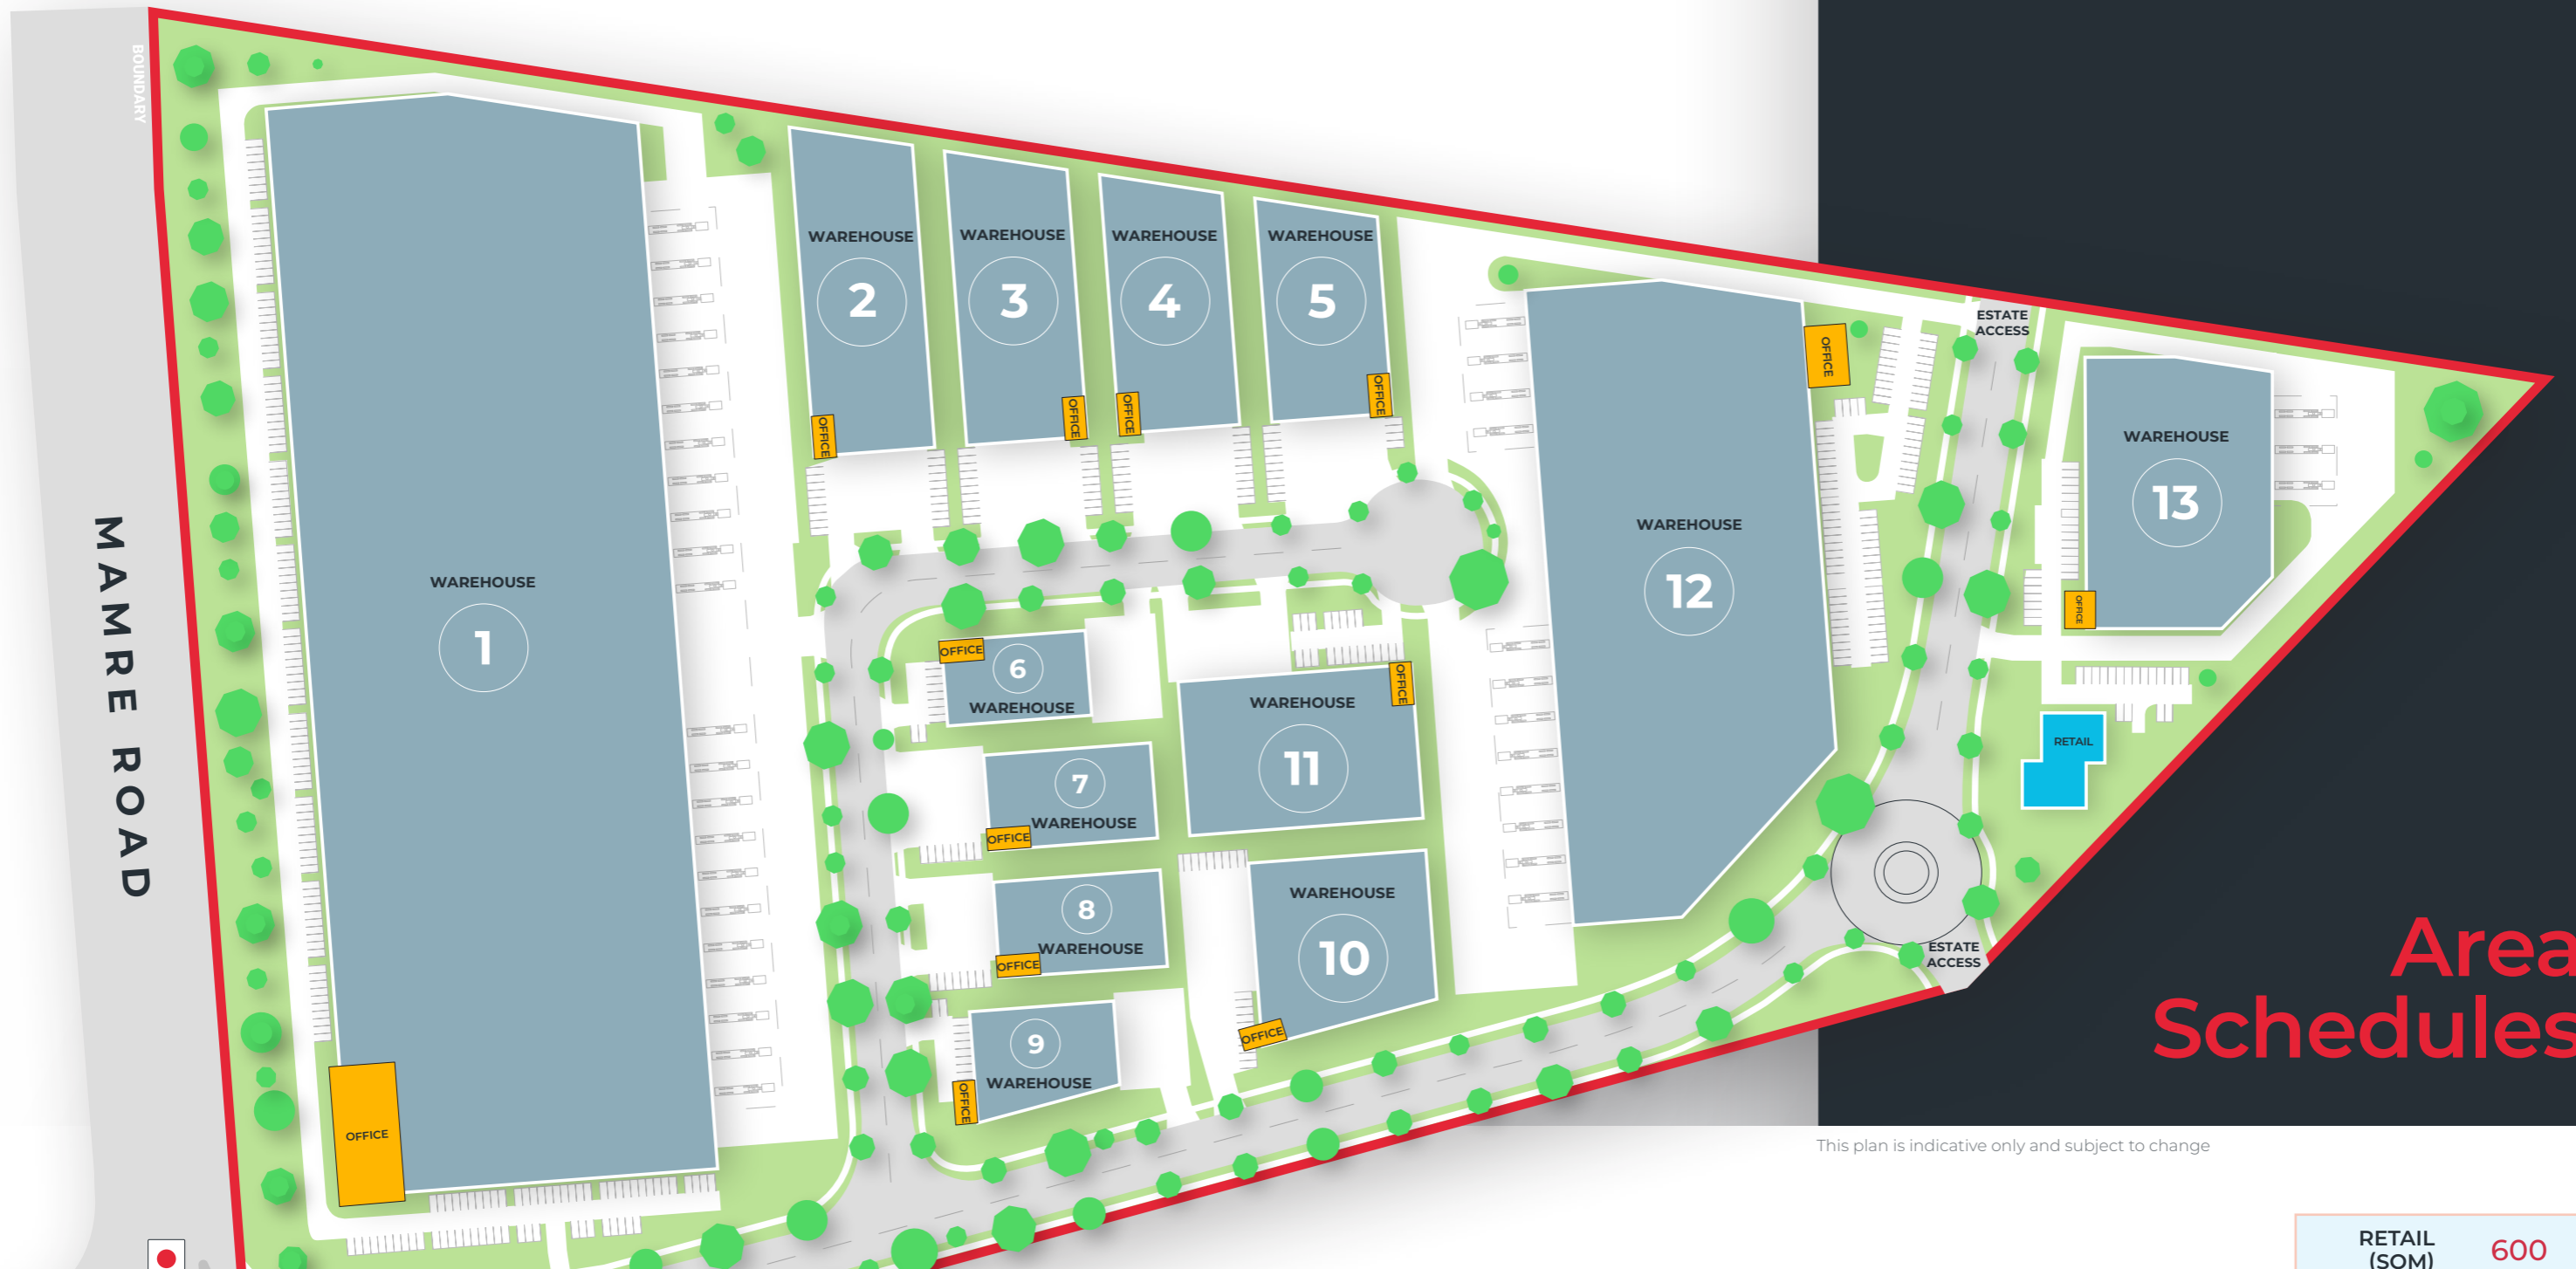 BOUNDARY
MAMRE ROAD
WAREHOUSE
1
OFFICE
WAREHOUSE
2
OFFICE
WAREHOUSE
3
OFFICE
WAREHOUSE
4
OFFICE
WAREHOUSE
5
OFFICE
OFFICE
6
WAREHOUSE
7
WAREHOUSE
OFFICE
8
WAREHOUSE
OFFICE
9
WAREHOUSE
OFFICE
WAREHOUSE
10
OFFICE
WAREHOUSE
11
OFFICE
WAREHOUSE
12
OFFICE
ESTATE
ACCESS
WAREHOUSE
13
OFFICE
RETAIL
ESTATE
ACCESS
Area
Schedules
This plan is indicative only and subject to change
RETAIL 600
(SQM)